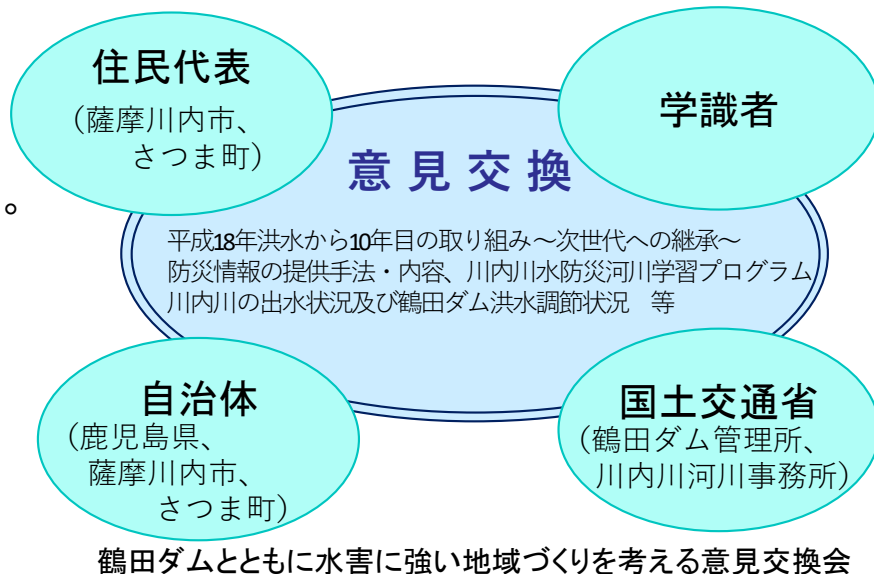 住民代表
（薩摩川内市、
さつま町）
学識者
。
意見交換
平成18年洪水から10年目の取り組み～次世代への継承～
防災情報の提供手法・内容、川内川水防災河川学習プログラム
川内川の出水状況及び鶴田ダム洪水調節状況　等
自治体
（鹿児島県、
薩摩川内市、
さつま町）
国土交通省
（鶴田ダム管理所、
川内川河川事務所）
鶴田ダムとともに水害に強い地域づくりを考える意見交換会